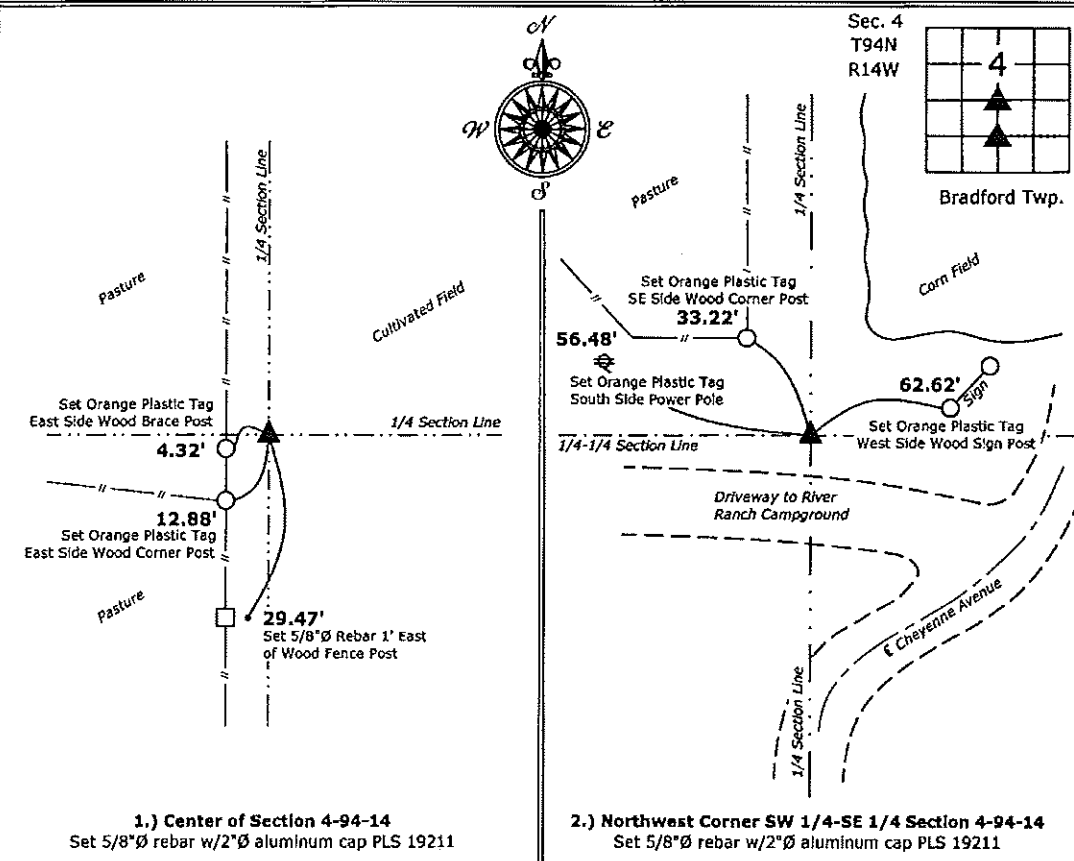 N
W
E
S
Sec. 4
T94N
R14W
4
Bradford Twp.
1/4 Section Line
Pasture
Cultivated Field
Set Orange Plastic Tag
East Side Wood Brace Post
4.32'
1/4 Section Line
12.88'
Set Orange Plastic Tag
East Side Wood Corner Post
Pasture
29.47'
Set 5/8"Ø Rebar 1' East
of Wood Fence Post
1.) Center of Section 4-94-14
Set 5/8"Ø rebar w/2"Ø aluminum cap PLS 19211
Pasture
1/4 Section Line
Corn Field
Set Orange Plastic Tag
SE Side Wood Corner Post
33.22'
56.48'
Set Orange Plastic Tag
South Side Power Pole
62.62'
Sign
Set Orange Plastic Tag
West Side Wood Sign Post
1/4-1/4 Section Line
Driveway to River
Ranch Campground
℄ Cheyenne Avenue
1/4 Section Line
2.) Northwest Corner SW 1/4-SE 1/4 Section 4-94-14
Set 5/8"Ø rebar w/2"Ø aluminum cap PLS 19211